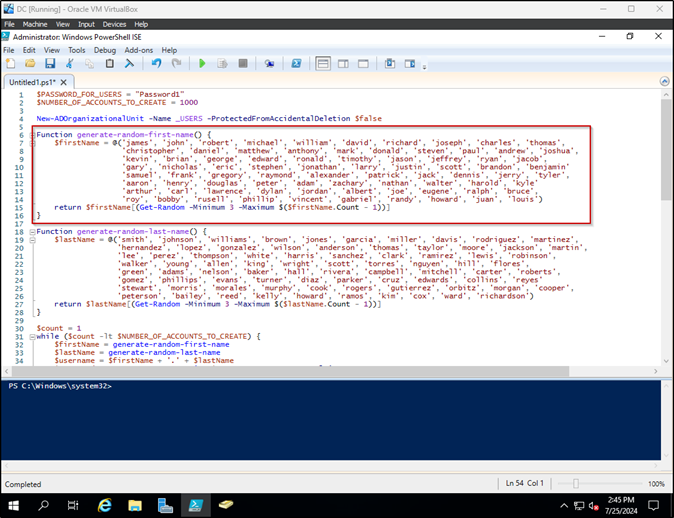 DC [Running] - Oracle VM VirtualBox
File Machine View Input Devices Help
Administrator: Windows PowerShell ISE
File Edit View Tools Debug Add-ons Help
Untitled1.ps1* X
1 $PASSWORD_FOR_USERS = "Password1"
2 $NUMBER_OF_ACCOUNTS_TO_CREATE = 1000
3
4 New-ADOrganizationalUnit -Name _USERS -ProtectedFromAccidentalDeletion $false
5
6 Function generate-random-first-name() {
7 $firstName = @('james', 'john', 'robert', 'michael', 'william', 'david', 'richard', 'joseph', 'charles', 'thomas',
8 'christopher', 'daniel', 'matthew', 'anthony', 'mark', 'donald', 'steven', 'paul', 'andrew', 'joshua',
9 'kevin', 'brian', 'george', 'edward', 'ronald', 'timothy', 'jason', 'jeffrey', 'ryan', 'jacob',
10 'gary', 'nicholas', 'eric', 'stephen', 'jonathan', 'larry', 'justin', 'scott', 'brandon', 'benjamin'
11 'samuel', 'frank', 'gregory', 'raymond', 'alexander', 'patrick', 'jack', 'dennis', 'jerry', 'tyler',
12 'aaron', 'henry', 'douglas', 'peter', 'adam', 'zachary', 'nathan', 'walter', 'harold', 'kyle'
13 'arthur', 'carl', 'lawrence', 'dylan', 'jordan', 'albert', 'joe', 'eugene', 'ralph', 'bruce',
14 'roy', 'bobby', 'rusell', 'phillip', 'vincent', 'gabriel', 'randy', 'howard', 'juan', 'louis')
15 return $firstName[(Get-Random -Minimum 3 -Maximum $($firstName.Count - 1))]
16 }
17
18 Function generate-random-last-name() {
19 $lastName = @('smith', 'johnson', 'williams', 'brown', 'jones', 'garcia', 'miller', 'davis', 'rodriguez', 'martinez',
20 'hernandez', 'lopez', 'gonzalez', 'wilson', 'anderson', 'thomas', 'taylor', 'moore', 'jackson', 'martin',
21 'lee', 'perez', 'thompson', 'white', 'harris', 'sanchez', 'clark', 'ramirez', 'lewis', 'robinson',
22 'walker', 'young', 'allen', 'king', 'wright', 'scott', 'torres', 'nguyen', 'hill', 'flores',
23 'green', 'adams', 'nelson', 'baker', 'hall', 'rivera', 'campbell', 'mitchell', 'carter', 'roberts',
24 'gomez', 'phillips', 'evans', 'turner', 'diaz', 'parker', 'cruz', 'edwards', 'collins', 'reyes'
25 'stewart', 'morris', 'morales', 'murphy', 'cook', 'rogers', 'gutierrez', 'orbitz', 'morgan', 'cooper',
26 'peterson', 'bailey', 'reed', 'kelly', 'howard', 'ramos', 'kim', 'cox', 'ward', 'richardson')
27 return $lastName[(Get-Random -Minimum 3 -Maximum $($lastName.Count - 1))]
28 }
29
30 $count = 1
31 while ($count -lt $NUMBER_OF_ACCOUNTS_TO_CREATE) {
32 $firstName = generate-random-first-name
33 $lastName = generate-random-last-name
34 $username = $firstName + '.' + $lastName
PS C:\Windows\system32>
Completed
Ln 54 Col 1
100%
2:45 PM
7/25/2024